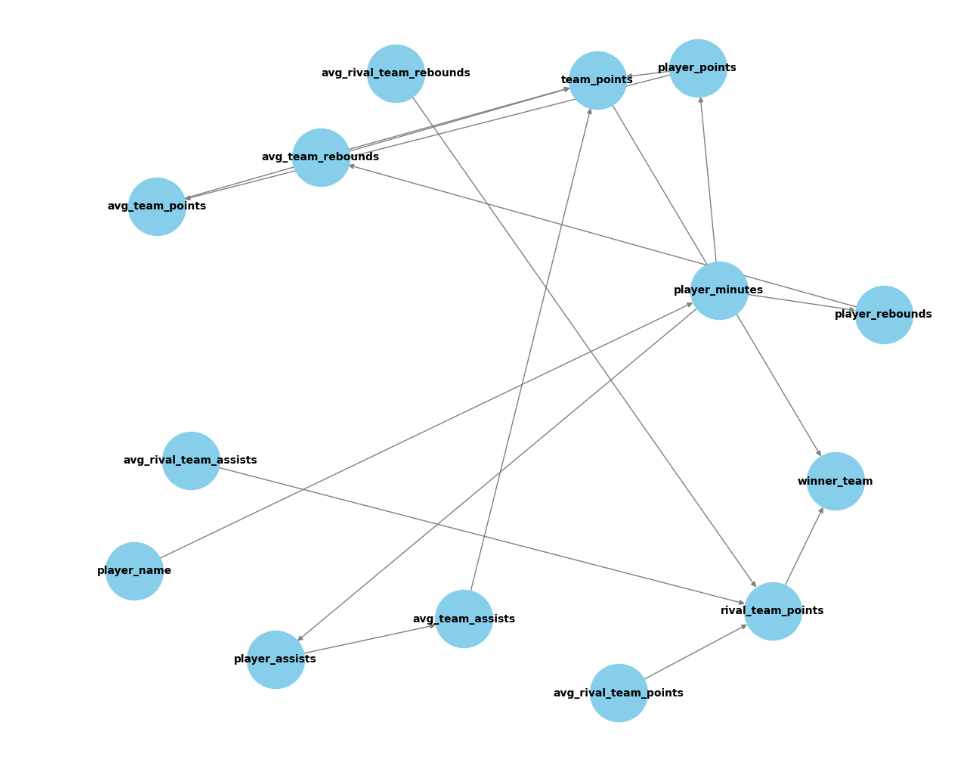 player_points
avg_rival_team_rebounds
team_points
avg_team_rebounds
avg_team_points
player_minutes
player_rebounds
avg_rival_team_assists
winner_team
player_name
rival_team_points
avg_team_assists
player_assists
avg_rival_team_points